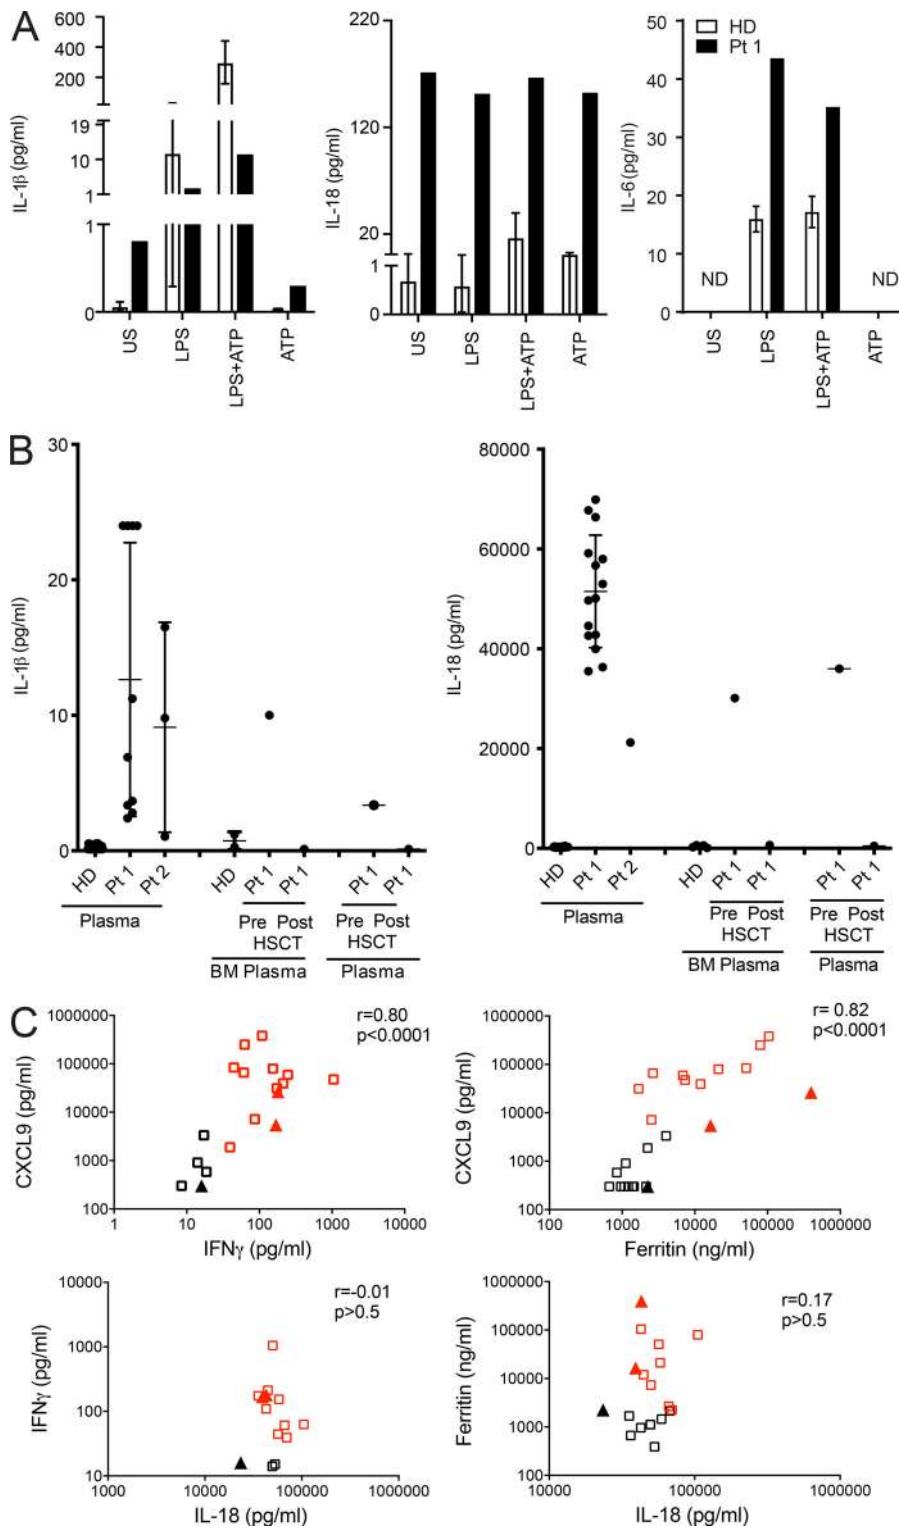 A
600
400
200
19
10
1
1
0
IL-1β (pg/ml)
US
LPS
LPS+ATP
ATP
220
120
20
1
0
IL-18 (pg/ml)
US
LPS
LPS+ATP
ATP
50
40
30
20
10
0
IL-6 (pg/ml)
HD
Pt 1
ND
ND
US
LPS
LPS+ATP
ATP
B
30
20
10
0
IL-1β (pg/ml)
HD
Pt 1
Pt 2
HD
Pt 1
Pt 1
Pt 1
Pt 1
Plasma
Pre Post
HSCT
BM Plasma
Pre Post
HSCT
Plasma
80000
60000
40000
20000
0
IL-18 (pg/ml)
HD
Pt 1
Pt 2
HD
Pt 1
Pt 1
Pt 1
Pt 1
Plasma
Pre Post
HSCT
BM Plasma
Pre Post
HSCT
Plasma
C
1000000
100000
10000
1000
100
CXCL9 (pg/ml)
r=0.80
p<0.0001
1
10
100
1000
10000
IFNγ (pg/ml)
1000000
100000
10000
1000
100
CXCL9 (pg/ml)
r= 0.82
p<0.0001
100
1000
10000
100000
1000000
Ferritin (ng/ml)
10000
1000
100
10
IFNγ (pg/ml)
r=-0.01
p>0.5
1000
10000
100000
1000000
IL-18 (pg/ml)
1000000
100000
10000
1000
100
Ferritin (ng/ml)
r=0.17
p>0.5
10000
100000
1000000
IL-18 (pg/ml)